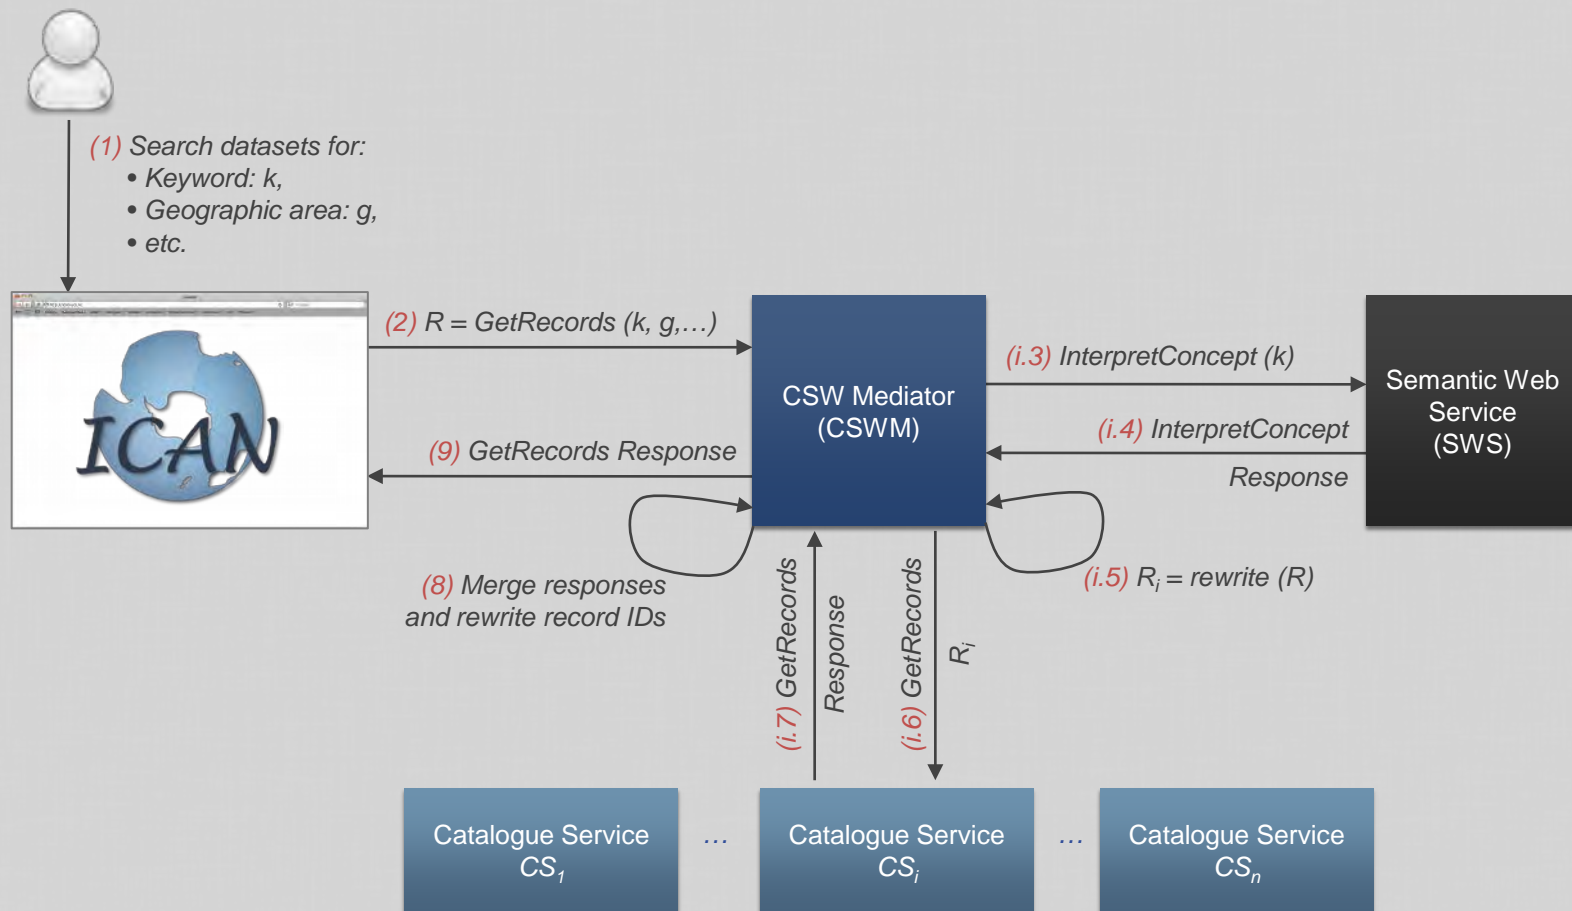 (1) Search datasets for:
• Keyword: k,
• Geographic area: g,
• etc.
ICAN
(2) R = GetRecords (k, g,…)
(9) GetRecords Response
CSW Mediator
(CSWM)
(i.3) InterpretConcept (k)
(i.4) InterpretConcept
Response
Semantic Web
Service
(SWS)
(i.5) Ri = rewrite (R)
(8) Merge responses
and rewrite record IDs
(i.7) GetRecords
Response
(i.6) GetRecords
Ri
Catalogue Service
CS1
…
Catalogue Service
CSi
…
Catalogue Service
CSn